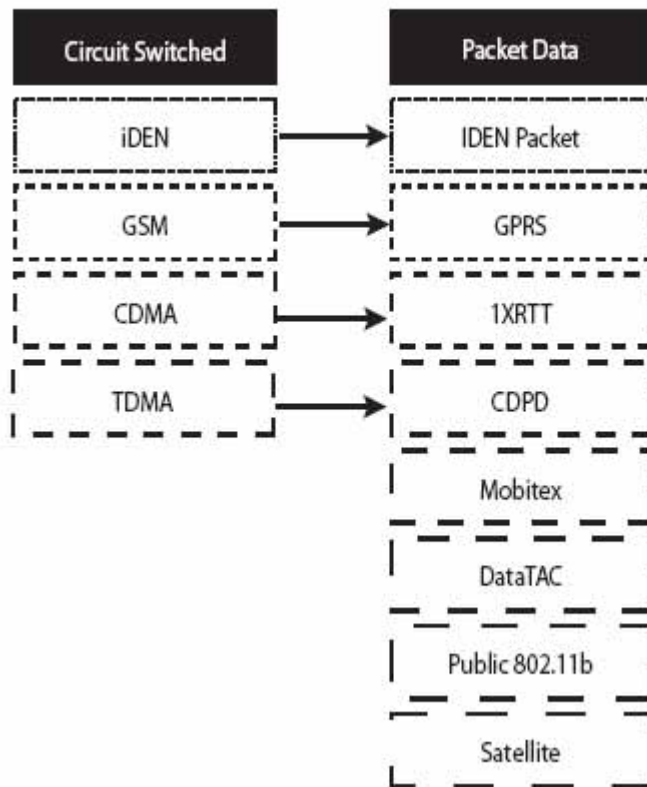 Circuit Switched Packet Data
iDEN IDEN Packet
GSM GPRS
CDMA 1XRTT
TDMA CDPD
Mobitex
DataTAC
Public 802.11b
Satellite